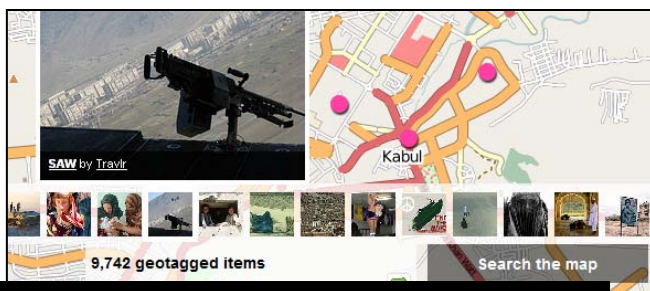 SAW by Travlr
Kabul
9,742 geotagged items
Search the map